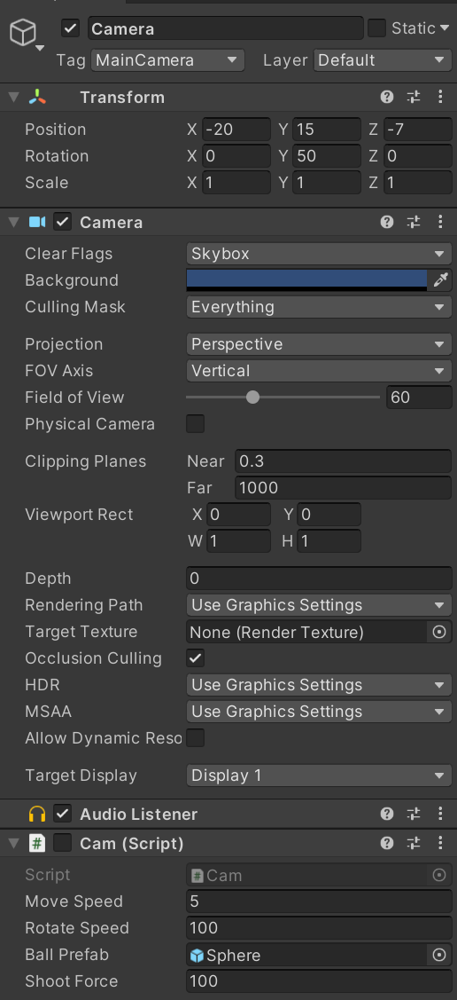 Camera Static
Tag MainCamera Layer Default
Transform
Position X -20 Y 15 Z -7
Rotation X 0 Y 50 Z 0
Scale X 1 Y 1 Z 1
Camera
Clear Flags Skybox
Background
Culling Mask Everything
Projection Perspective
FOV Axis Vertical
Field of View 60
Physical Camera
Clipping Planes Near 0.3
Far 1000
Viewport Rect X 0 Y 0
W 1 H 1
Depth 0
Rendering Path Use Graphics Settings
Target Texture None (Render Texture)
Occlusion Culling
HDR Use Graphics Settings
MSAA Use Graphics Settings
Allow Dynamic Reso
Target Display Display 1
Audio Listener
# Cam (Script)
Script # Cam
Move Speed 5
Rotate Speed 100
Ball Prefab Sphere
Shoot Force 100